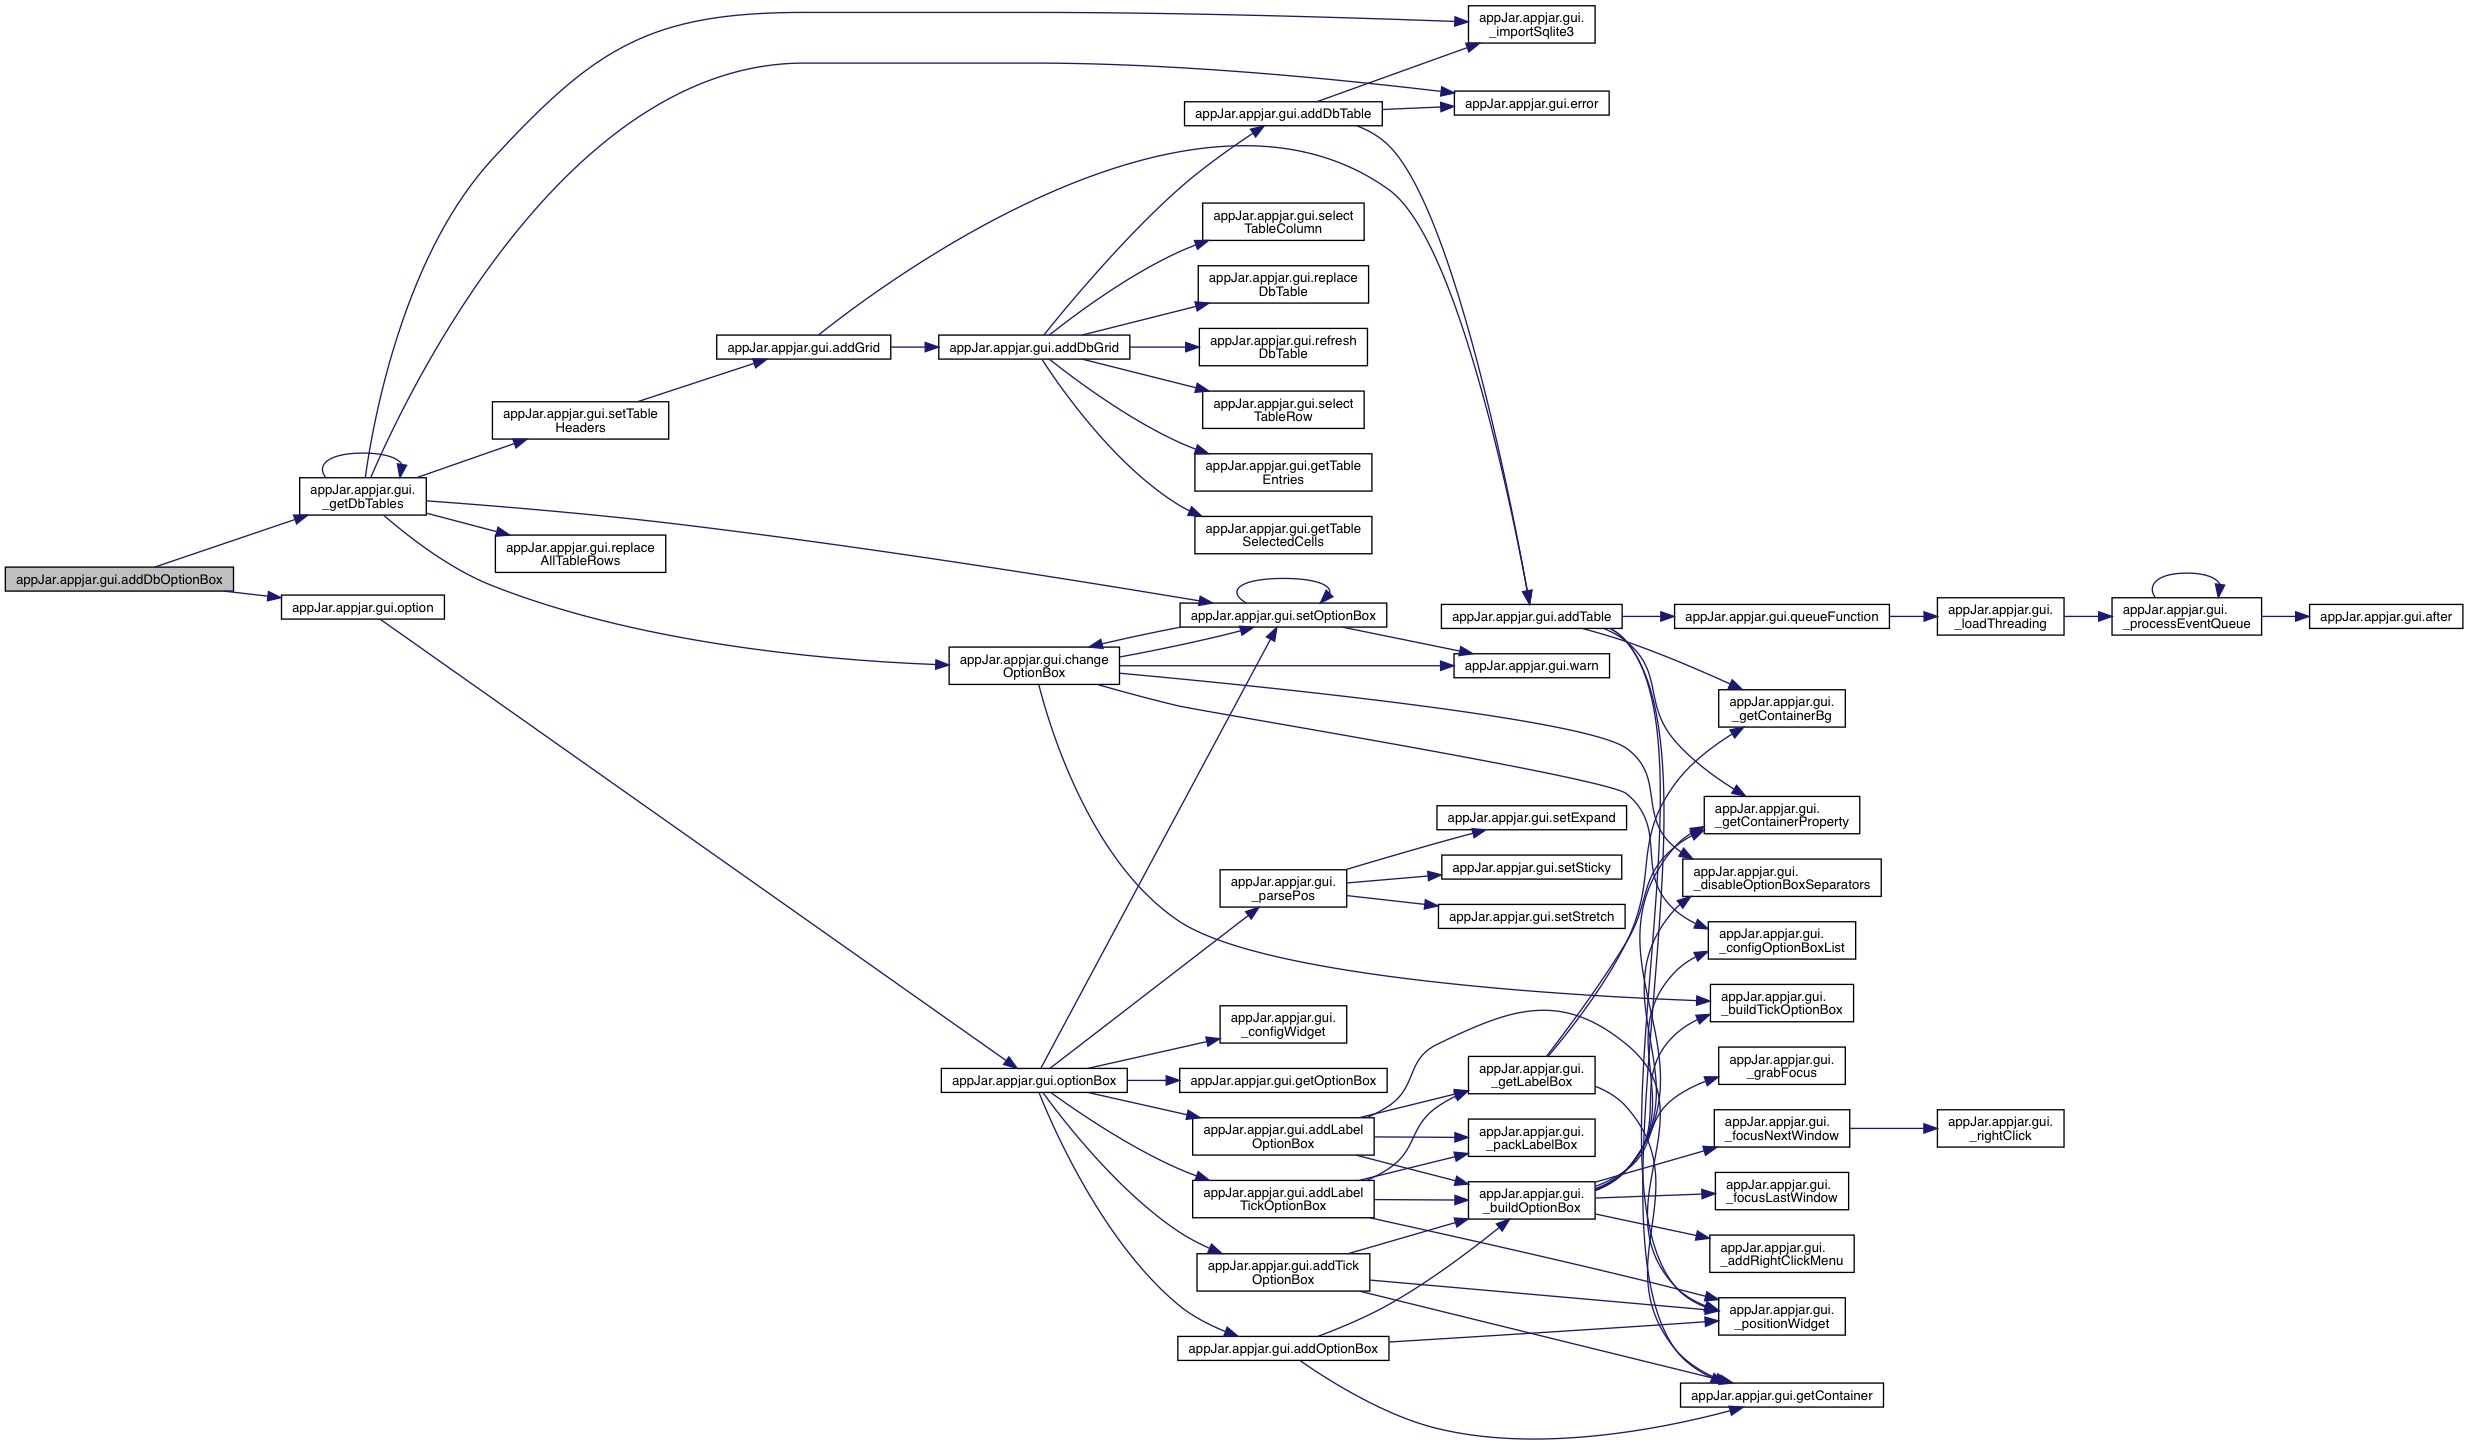 appJar.appjar.gui.addDbOptionBox
appJar.appjar.gui.
_getDbTables
appJar.appjar.gui.option
appJar.appjar.gui.setTable
Headers
appJar.appjar.gui.replace
AllTableRows
appJar.appjar.gui.addGrid
appJar.appjar.gui.addDbGrid
appJar.appjar.gui.change
OptionBox
appJar.appjar.gui.optionBox
appJar.appjar.gui.addDbTable
appJar.appjar.gui.select
TableColumn
appJar.appjar.gui.replace
DbTable
appJar.appjar.gui.refresh
DbTable
appJar.appjar.gui.select
TableRow
appJar.appjar.gui.getTable
Entries
appJar.appjar.gui.getTable
SelectedCells
appJar.appjar.gui.setOptionBox
appJar.appjar.gui.
_parsePos
appJar.appjar.gui.
_configWidget
appJar.appjar.gui.getOptionBox
appJar.appjar.gui.addLabel
OptionBox
appJar.appjar.gui.addLabel
TickOptionBox
appJar.appjar.gui.addTick
OptionBox
appJar.appjar.gui.addOptionBox
appJar.appjar.gui.
_importSqlite3
appJar.appjar.gui.error
appJar.appjar.gui.addTable
appJar.appjar.gui.warn
appJar.appjar.gui.setExpand
appJar.appjar.gui.setSticky
appJar.appjar.gui.setStretch
appJar.appjar.gui.
_getLabelBox
appJar.appjar.gui.
_packLabelBox
appJar.appjar.gui.
_buildOptionBox
appJar.appjar.gui.queueFunction
appJar.appjar.gui.
_getContainerBg
appJar.appjar.gui.
_getContainerProperty
appJar.appjar.gui.
_disableOptionBoxSeparators
appJar.appjar.gui.
_configOptionBoxList
appJar.appjar.gui.
_buildTickOptionBox
appJar.appjar.gui.
_grabFocus
appJar.appjar.gui.
_focusNextWindow
appJar.appjar.gui.
_focusLastWindow
appJar.appjar.gui.
_addRightClickMenu
appJar.appjar.gui.
_positionWidget
appJar.appjar.gui.getContainer
appJar.appjar.gui.
_loadThreading
appJar.appjar.gui.
_rightClick
appJar.appjar.gui.
_processEventQueue
appJar.appjar.gui.after